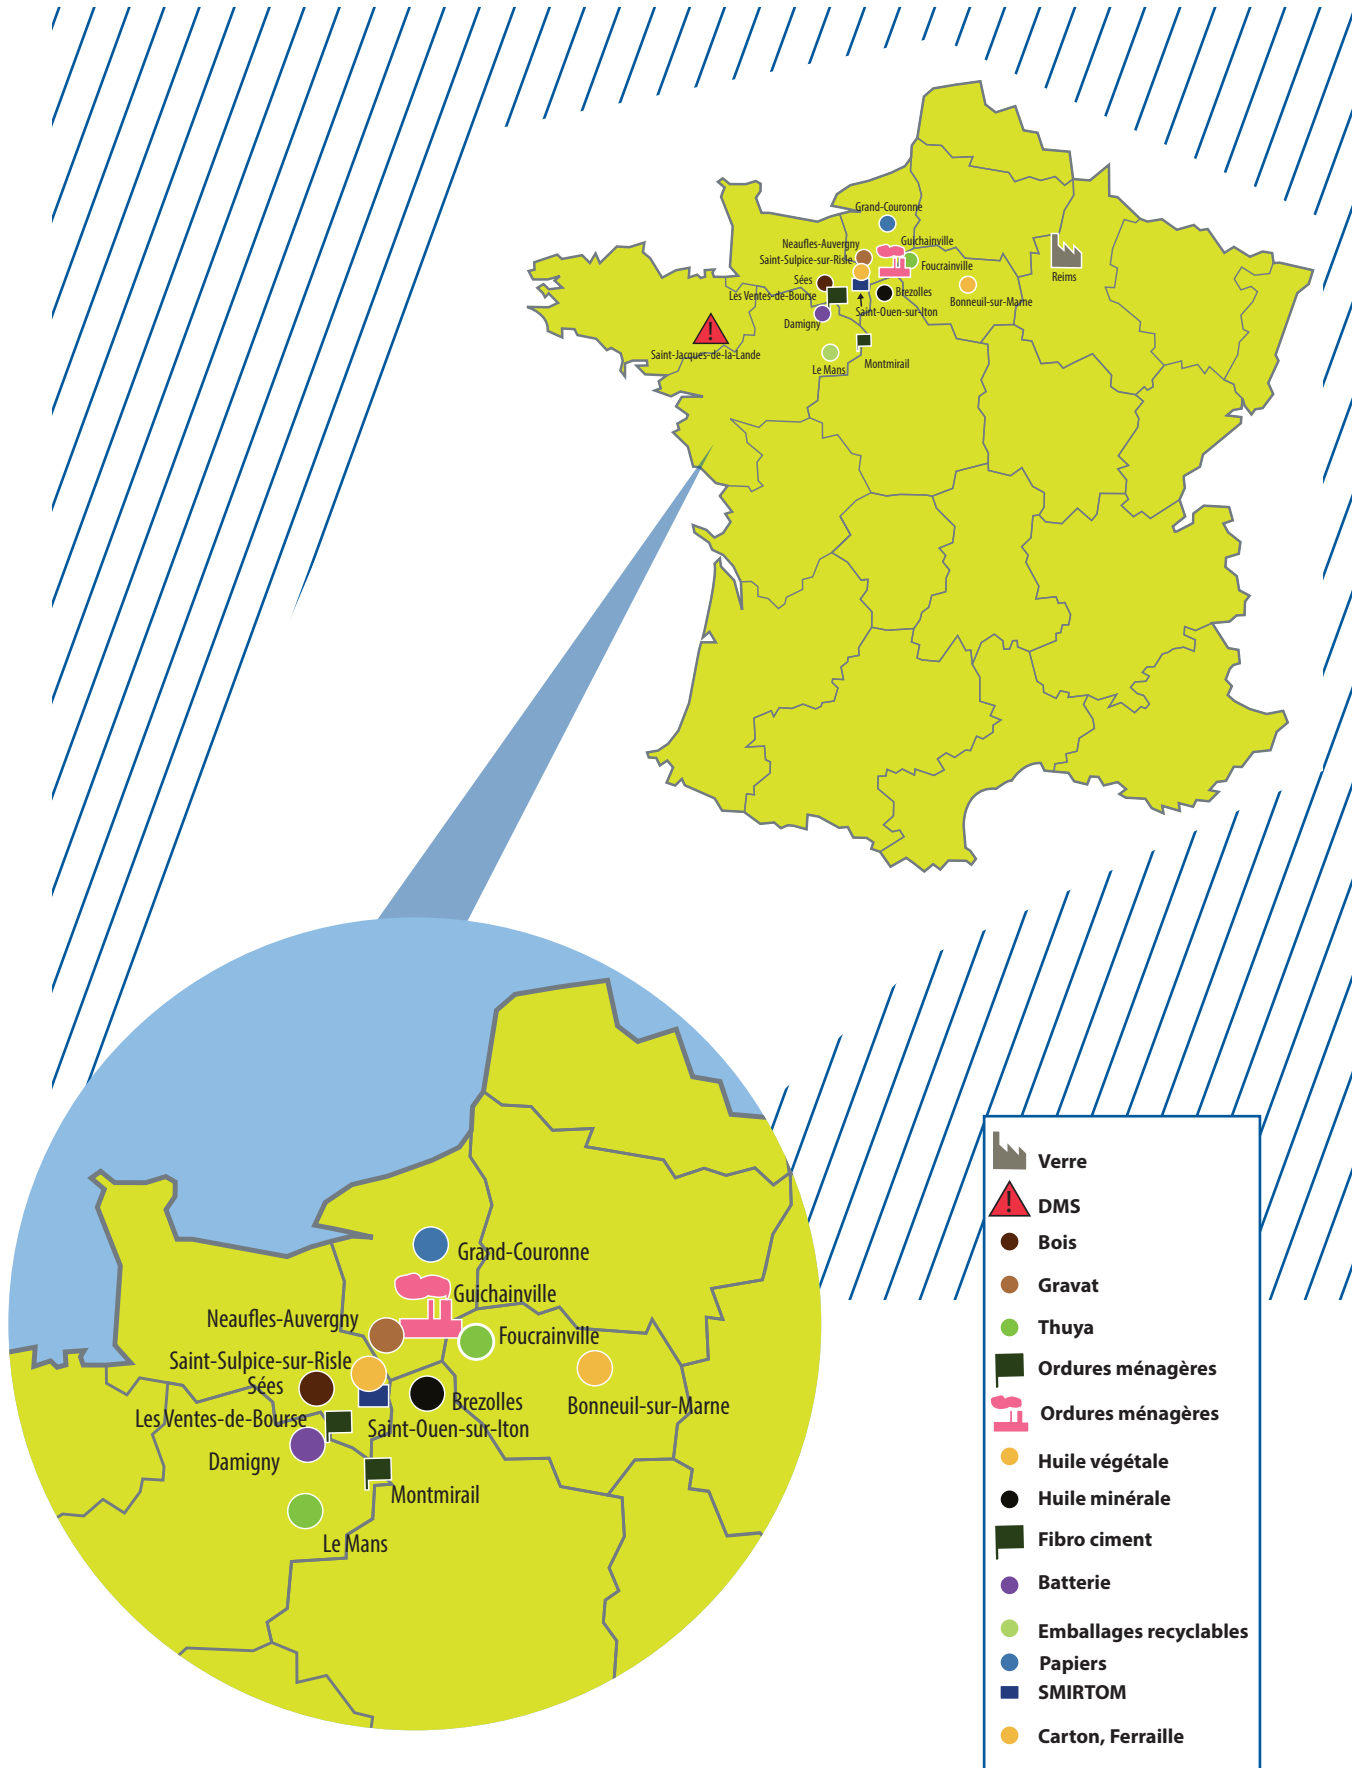 Grand-Couronne
Neaufles-Auvergny
Guichainville
Saint-Sulpice-sur-Risle
Foucrainville
Reims
Sées
Les Ventes-de-Bourse
Brezolles
Bonneuil-sur-Marne
Saint-Ouen-sur-Iton
Damigny
Saint-Jacques-de-la-Lande
Montmirail
Le Mans
Grand-Couronne
Guichainville
Neaufles-Auvergny
Foucrainville
Saint-Sulpice-sur-Risle
Sées
Brezolles
Bonneuil-sur-Marne
Les Ventes-de-Bourse
Saint-Ouen-sur-Iton
Damigny
Montmirail
Le Mans
Verre
! DMS
Bois
Gravat
Thuya
Ordures ménagères
Ordures ménagères
Huile végétale
Huile minérale
Fibro ciment
Batterie
Emballages recyclables
Papiers
SMIRTOM
Carton, Ferraille